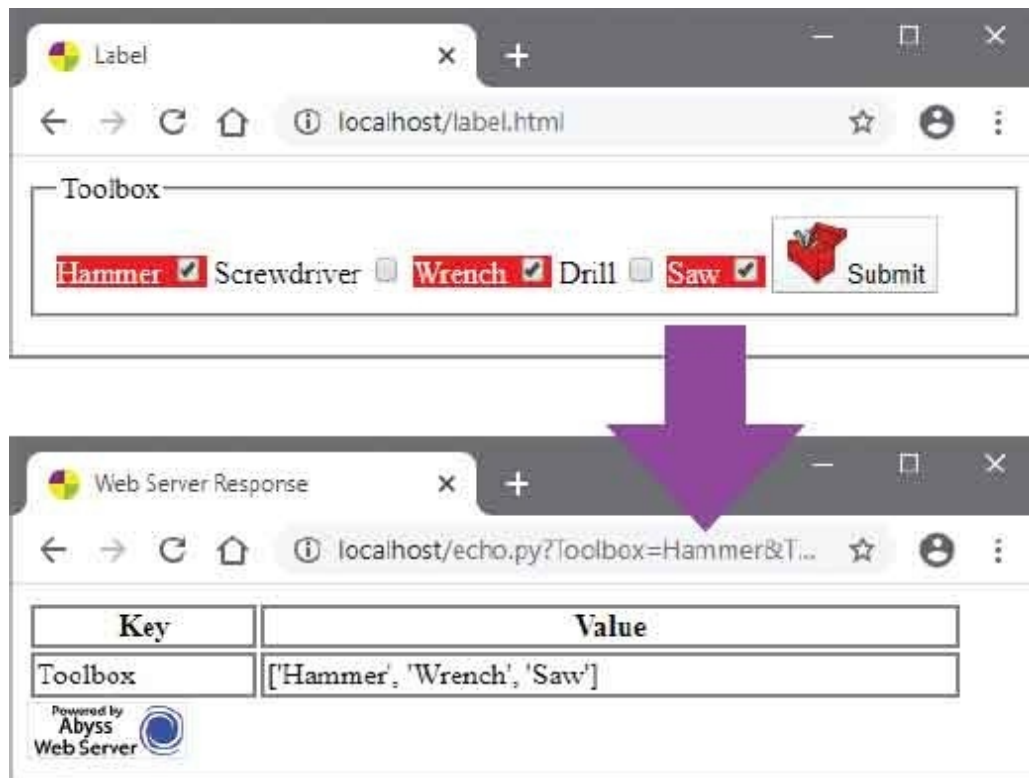 Label
localhost/label.html
Toolbox
Hammer Screwdriver Wrench Drill Saw Submit
Web Server Response
localhost/echo.py?Toolbox=Hammer&T...
Key Value
Toolbox ['Hammer', 'Wrench', 'Saw']
Powered by
Abyss
Web Server